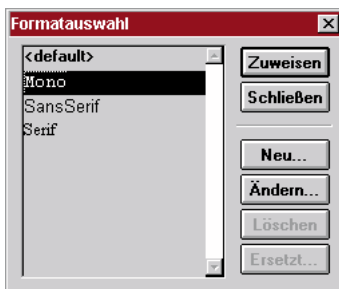 Formatauswahl
<default>
Mono
SansSerif
Serif
Zuweisen
Schließen
Neu...
Ändern...
Löschen
Ersetzt...